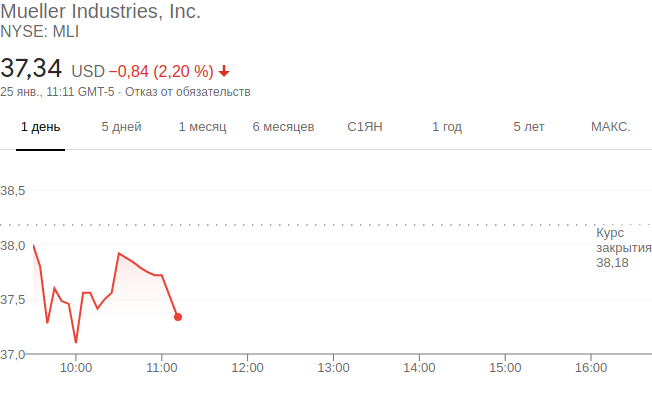 Mueller Industries, Inc.
NYSE: MLI
37,34 USD −0,84 (2,20 %)
25 янв., 11:11 GMT-5 · Отказ от обязательств
1 день 5 дней 1 месяц 6 месяцев С1ЯН 1 год 5 лет МАКС.
38,5
Курс
закрытия
38,18
38,0
37,5
37,0
10:00 11:00 12:00 13:00 14:00 15:00 16:00